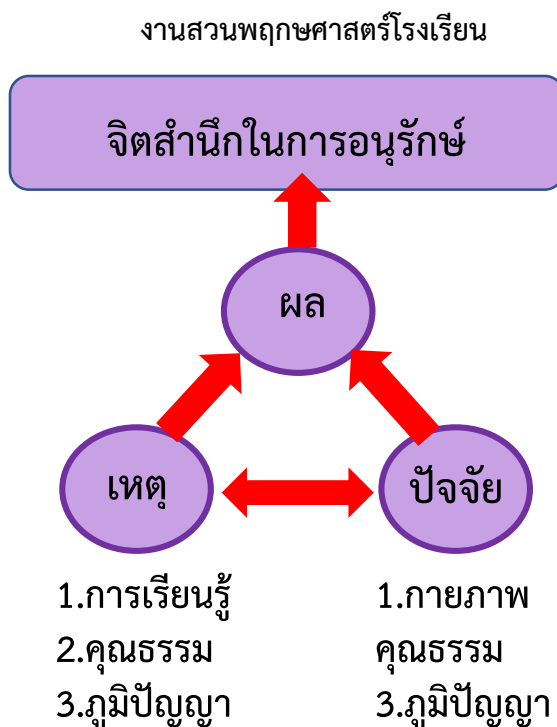 งานสวนพฤกษศาสตร์โรงเรียน
จิตสำนึกในการอนุรักษ์
ผล
เหตุ
ปัจจัย
1.การเรียนรู้
2.คุณธรรม
3.ภูมิปัญญา
1.กายภาพ
คุณธรรม
3.ภูมิปัญญา